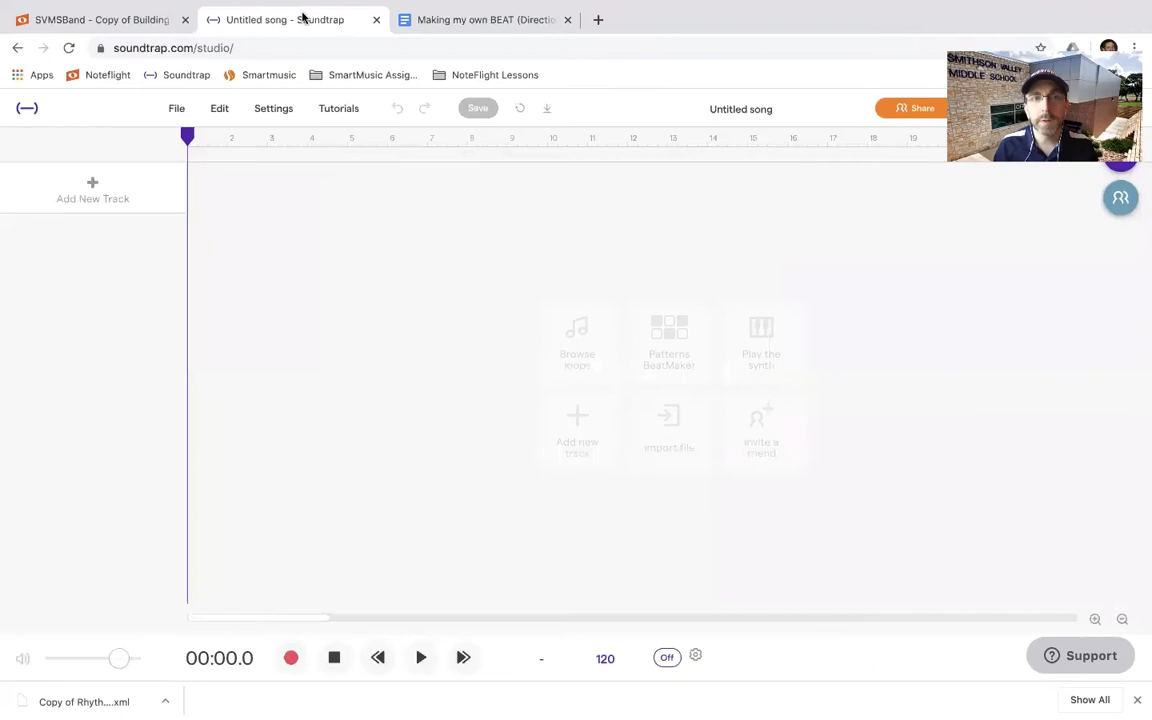 SVMSBand - Copy of Building
Untitled song - Soundtrap
Making my own BEAT (Directio
soundtrap.com/studio/
Apps
Noteflight
Soundtrap
Smartmusic
SmartMusic Assig...
NoteFlight Lessons
SMITHSON VALLEY
MIDDLE SCHOOL
File
Edit
Settings
Tutorials
Save
Untitled song
Share
2 3 4 5 6 7 8 9 10 11 12 13 14 15 16 17 18 19
Add New Track
Browse
loops
Patterns
BeatMaker
Play the
synth
Add new
track
Import file
Invite a
friend
00:00.0
-
120
Off
Support
Copy of Rhyth....xml
Show All